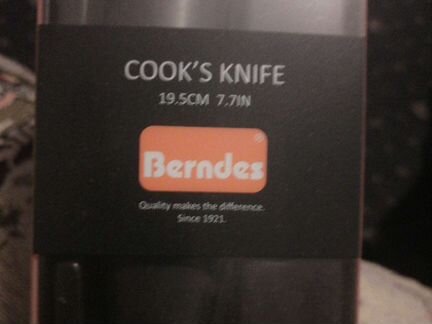 COOK'S KNIFE
19.5CM 7.7IN
Berndes®
Quality makes the difference.
Since 1921.